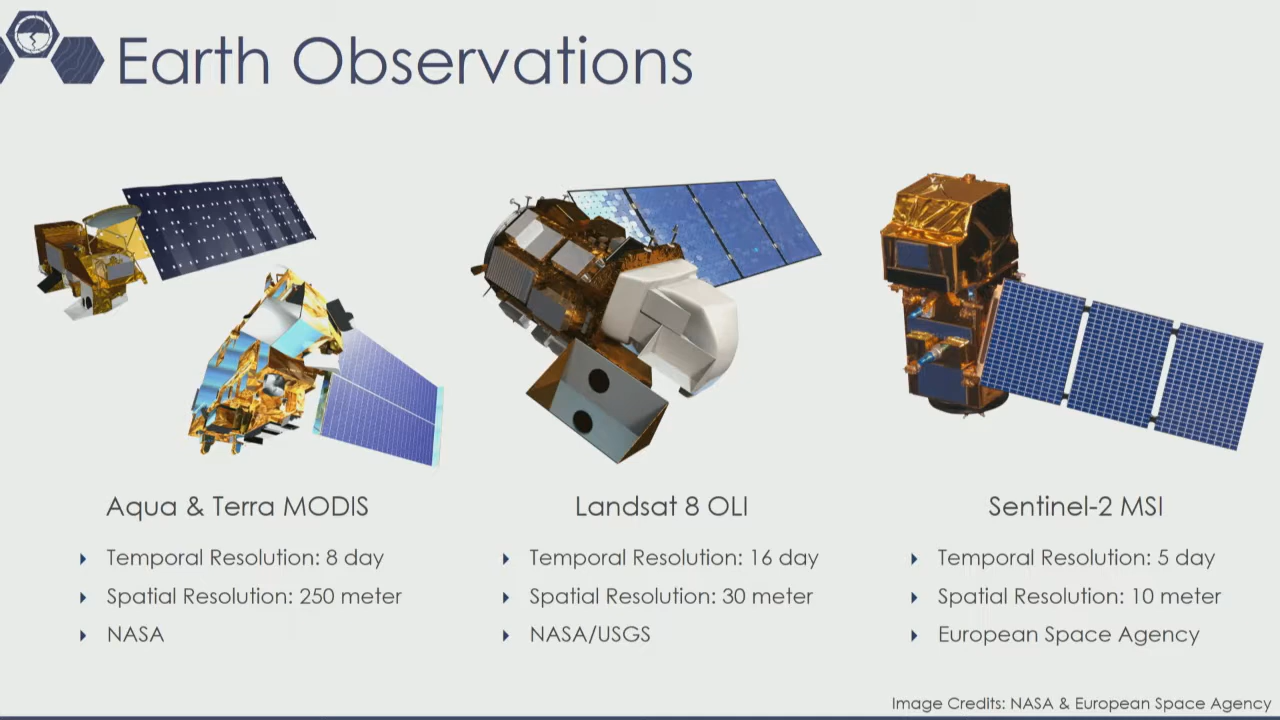 Earth Observations
Aqua & Terra MODIS
Temporal Resolution: 8 day
Spatial Resolution: 250 meter
NASA
Landsat 8 OLI
Temporal Resolution: 16 day
Spatial Resolution: 30 meter
NASA/USGS
Sentinel-2 MSI
Temporal Resolution: 5 day
Spatial Resolution: 10 meter
European Space Agency
Image Credits: NASA & European Space Agency